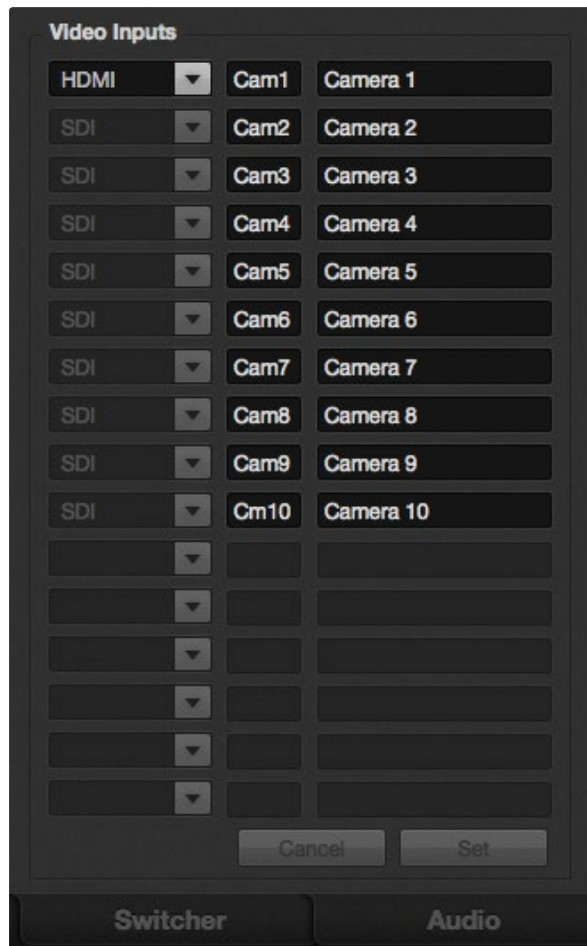 Video Inputs
HDMI Cam1 Camera 1
SDI Cam2 Camera 2
SDI Cam3 Camera 3
SDI Cam4 Camera 4
SDI Cam5 Camera 5
SDI Cam6 Camera 6
SDI Cam7 Camera 7
SDI Cam8 Camera 8
SDI Cam9 Camera 9
SDI Cm10 Camera 10
Cancel Set
Switcher Audio